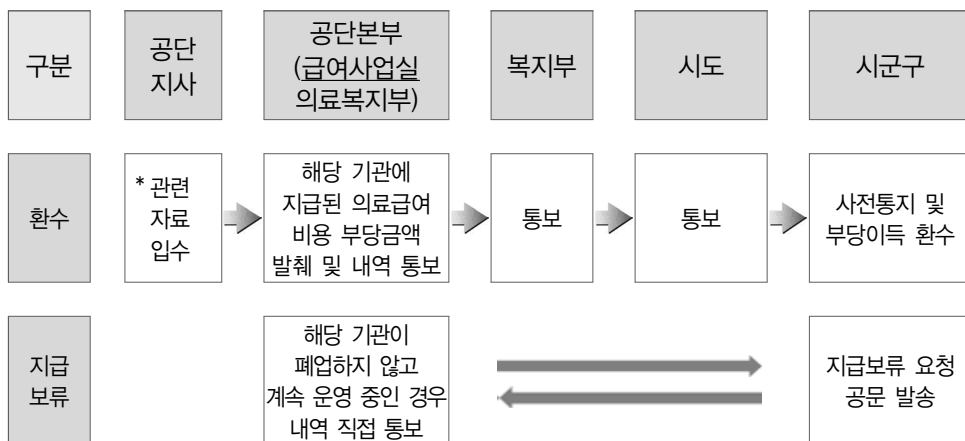 구분
공단
지사
공단본부
(급여사업실
의료복지부)
복지부
시도
시군구
환수
* 관련
자료
입수
해당 기관에
지급된 의료급여
비용 부당금액
발췌 및 내역 통보
통보
통보
사전통지 및
부당이득 환수
지급
보류
해당 기관이
폐업하지 않고
계속 운영 중인 경우
내역 직접 통보
지급보류 요청
공문 발송